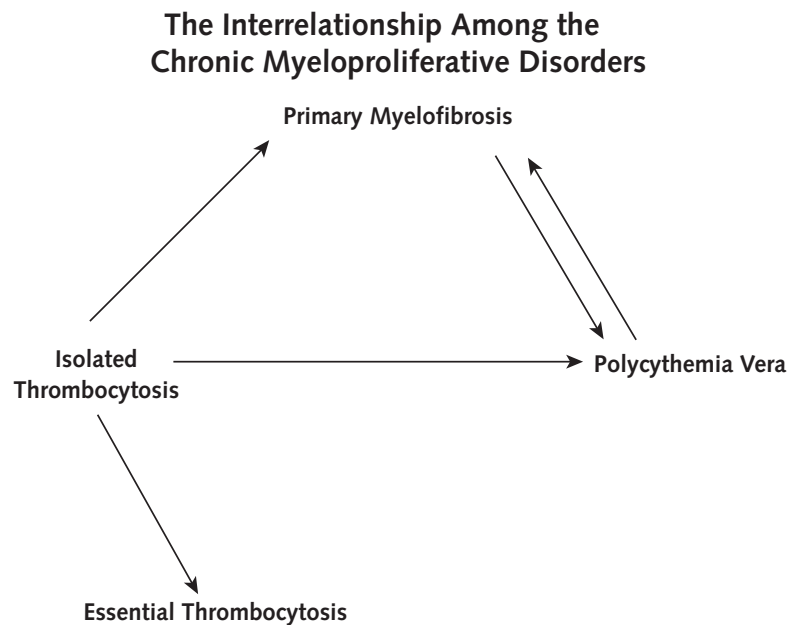 The Interrelationship Among the
Chronic Myeloproliferative Disorders
Primary Myelofibrosis
Isolated
Thrombocytosis
Polycythemia Vera
Essential Thrombocytosis